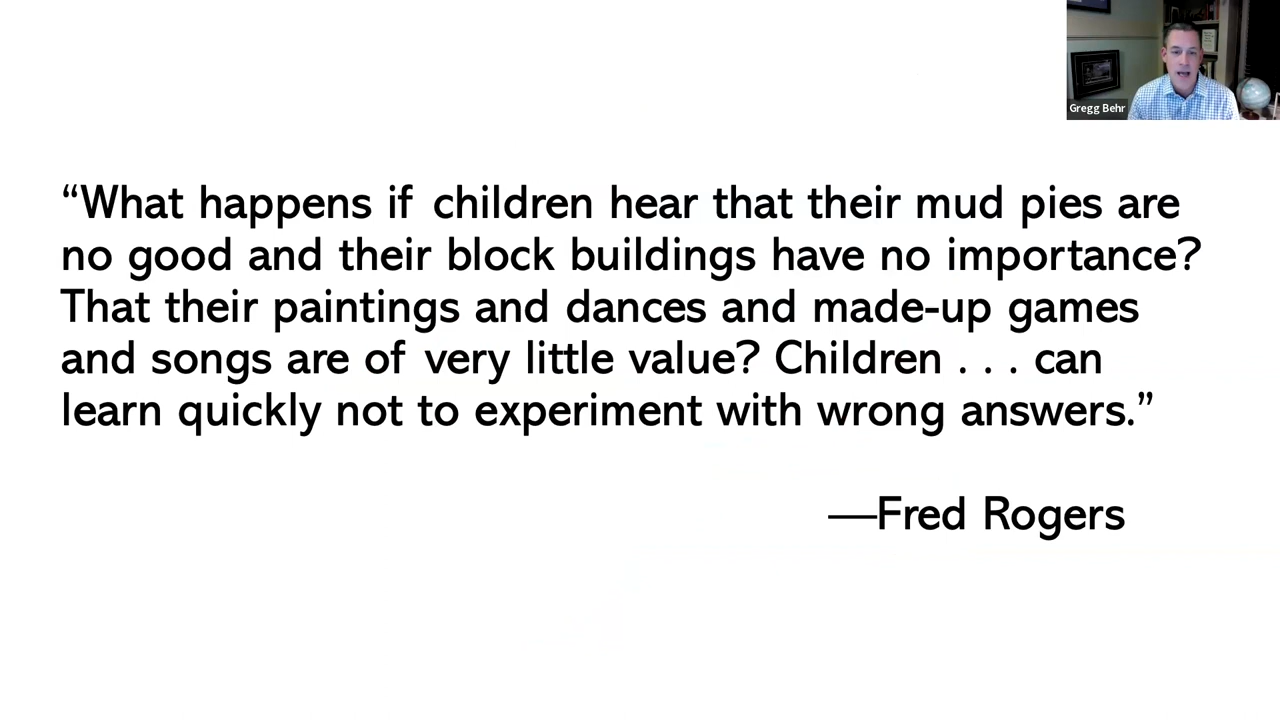 Gregg Behr
“What happens if children hear that their mud pies are
no good and their block buildings have no importance?
That their paintings and dances and made-up games
and songs are of very little value? Children . . . can
learn quickly not to experiment with wrong answers.”
—Fred Rogers